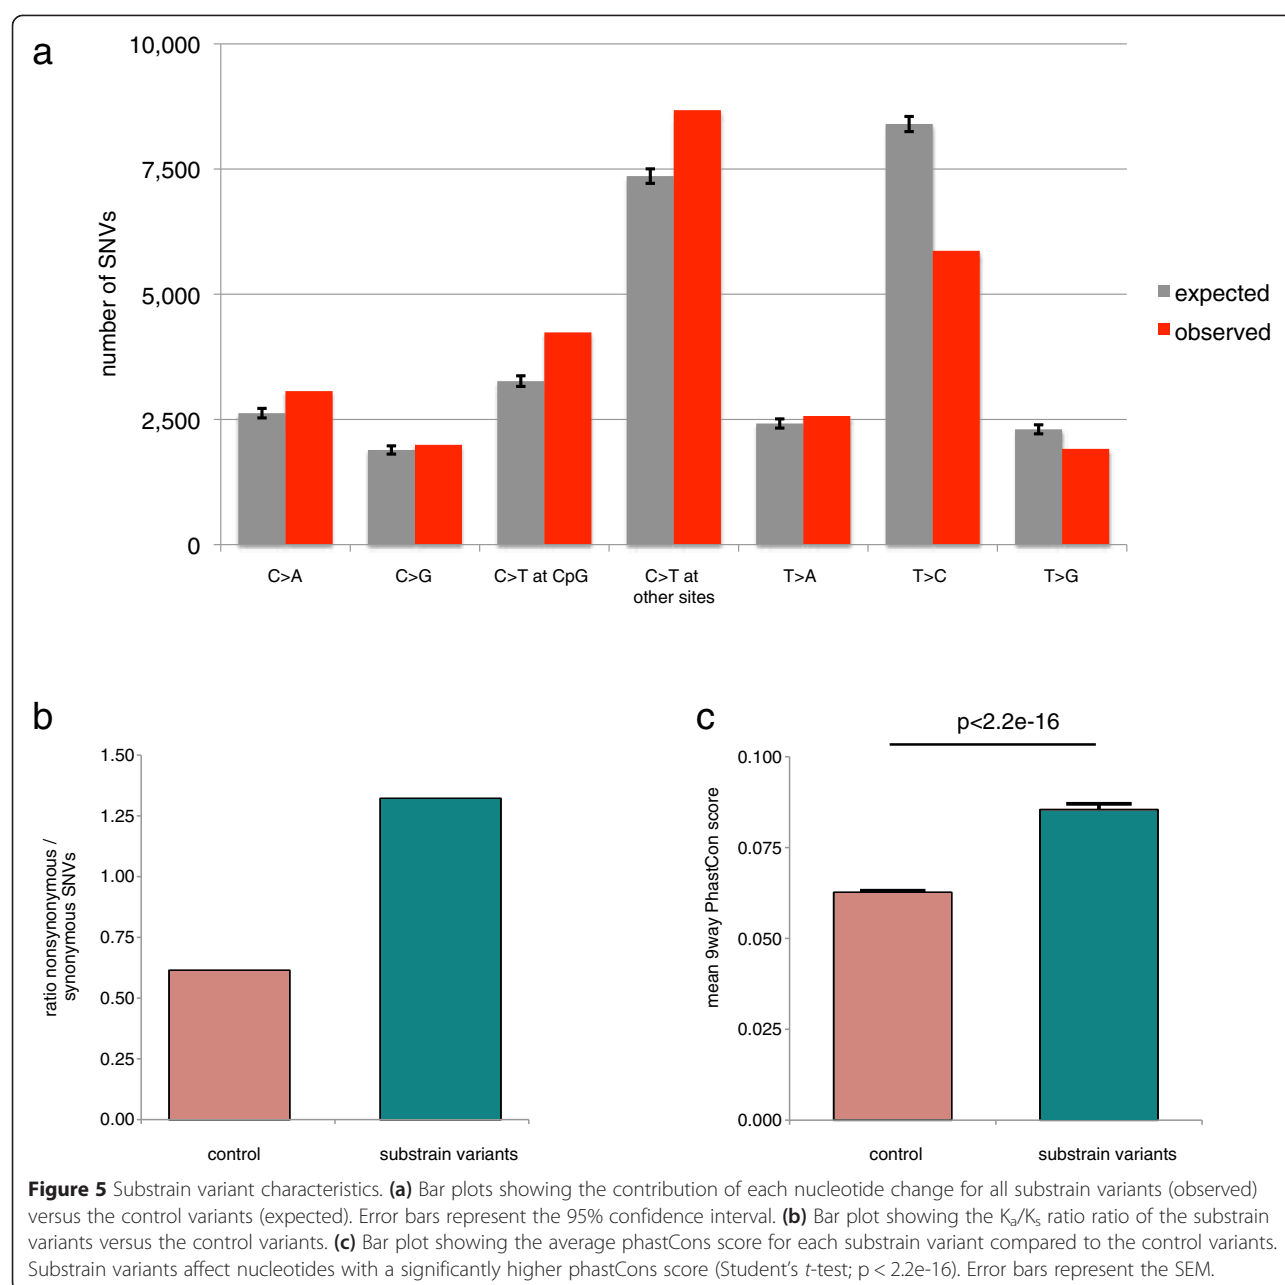 a
10,000
7,500
5,000
2,500
0
number of SNVs
C>A
C>G
C>T at CpG
C>T at
other sites
T>A
T>C
T>G
expected
observed
b
1.50
1.25
1.00
0.75
0.50
0.25
0.00
ratio nonsynonymous /
synonymous SNVs
control
substrain variants
c
p<2.2e-16
0.100
0.075
0.050
0.025
0.000
mean 9way PhastCon score
control
substrain variants
Figure 5 Substrain variant characteristics. (a) Bar plots showing the contribution of each nucleotide change for all substrain variants (observed)
versus the control variants (expected). Error bars represent the 95% confidence interval. (b) Bar plot showing the Ka/Ks ratio ratio of the substrain
variants versus the control variants. (c) Bar plot showing the average phastCons score for each substrain variant compared to the control variants.
Substrain variants affect nucleotides with a significantly higher phastCons score (Student's t-test; p < 2.2e-16). Error bars represent the SEM.